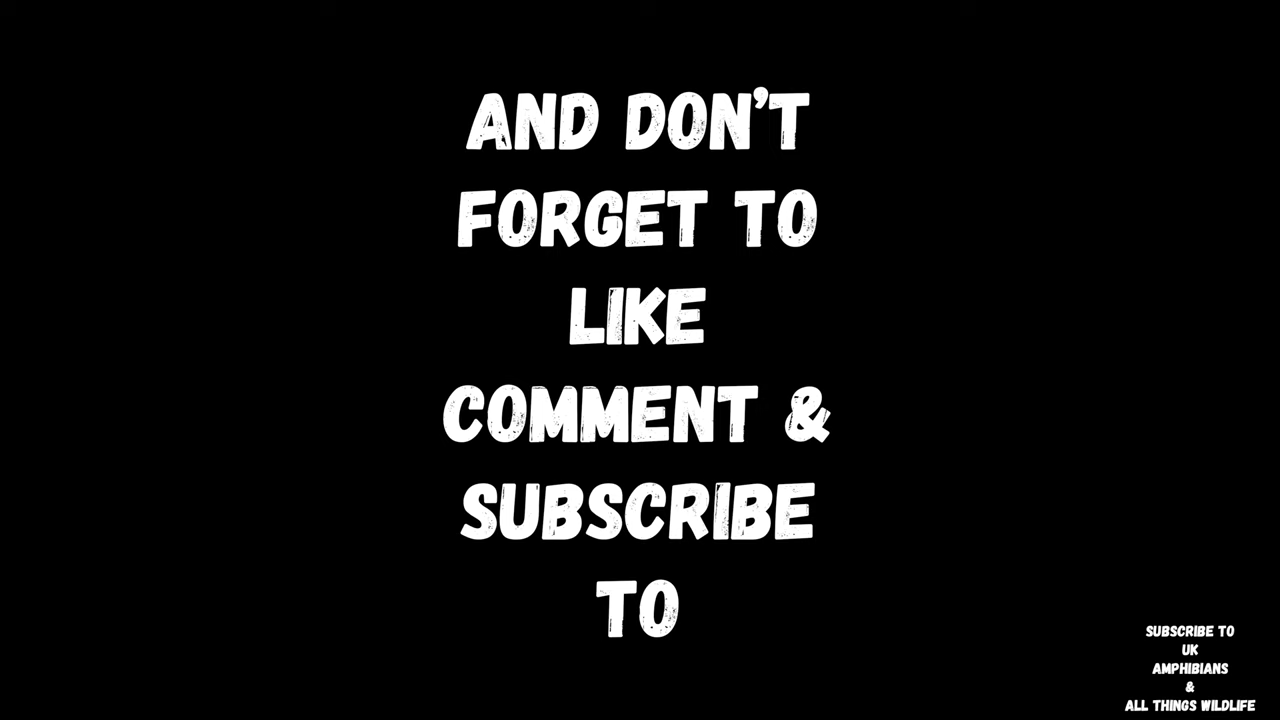 AND DON'T
FORGET TO
LIKE
COMMENT &
SUBSCRIBE
TO
SUBSCRIBE TO
UK
AMPHIBIANS
&
ALL THINGS WILDLIFE